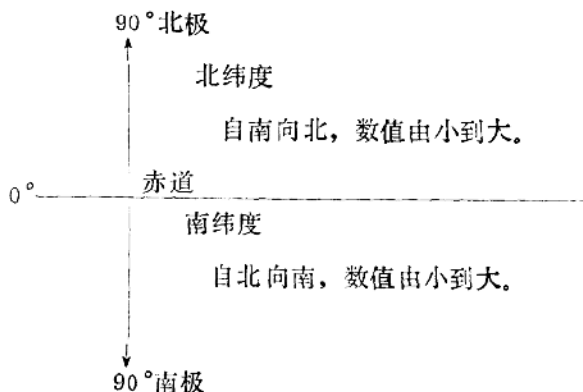 90°北极
北纬度
自南向北，数值由小到大。
赤道
0°
南纬度
自北向南，数值由小到大。
90°南极